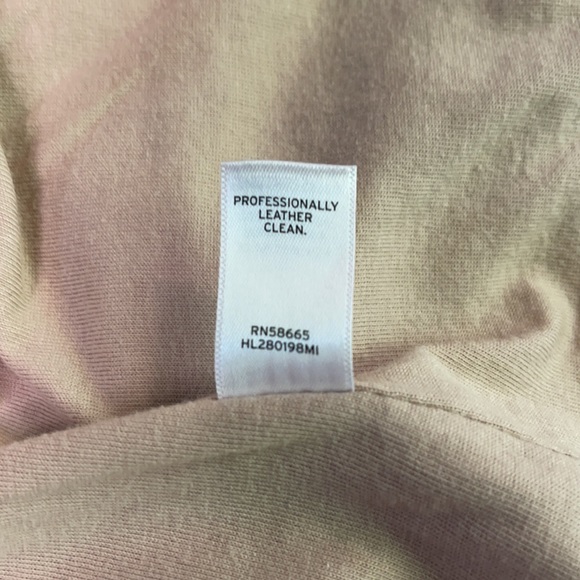 PROFESSIONALLY
LEATHER
CLEAN.
RN58665
HL280198MI